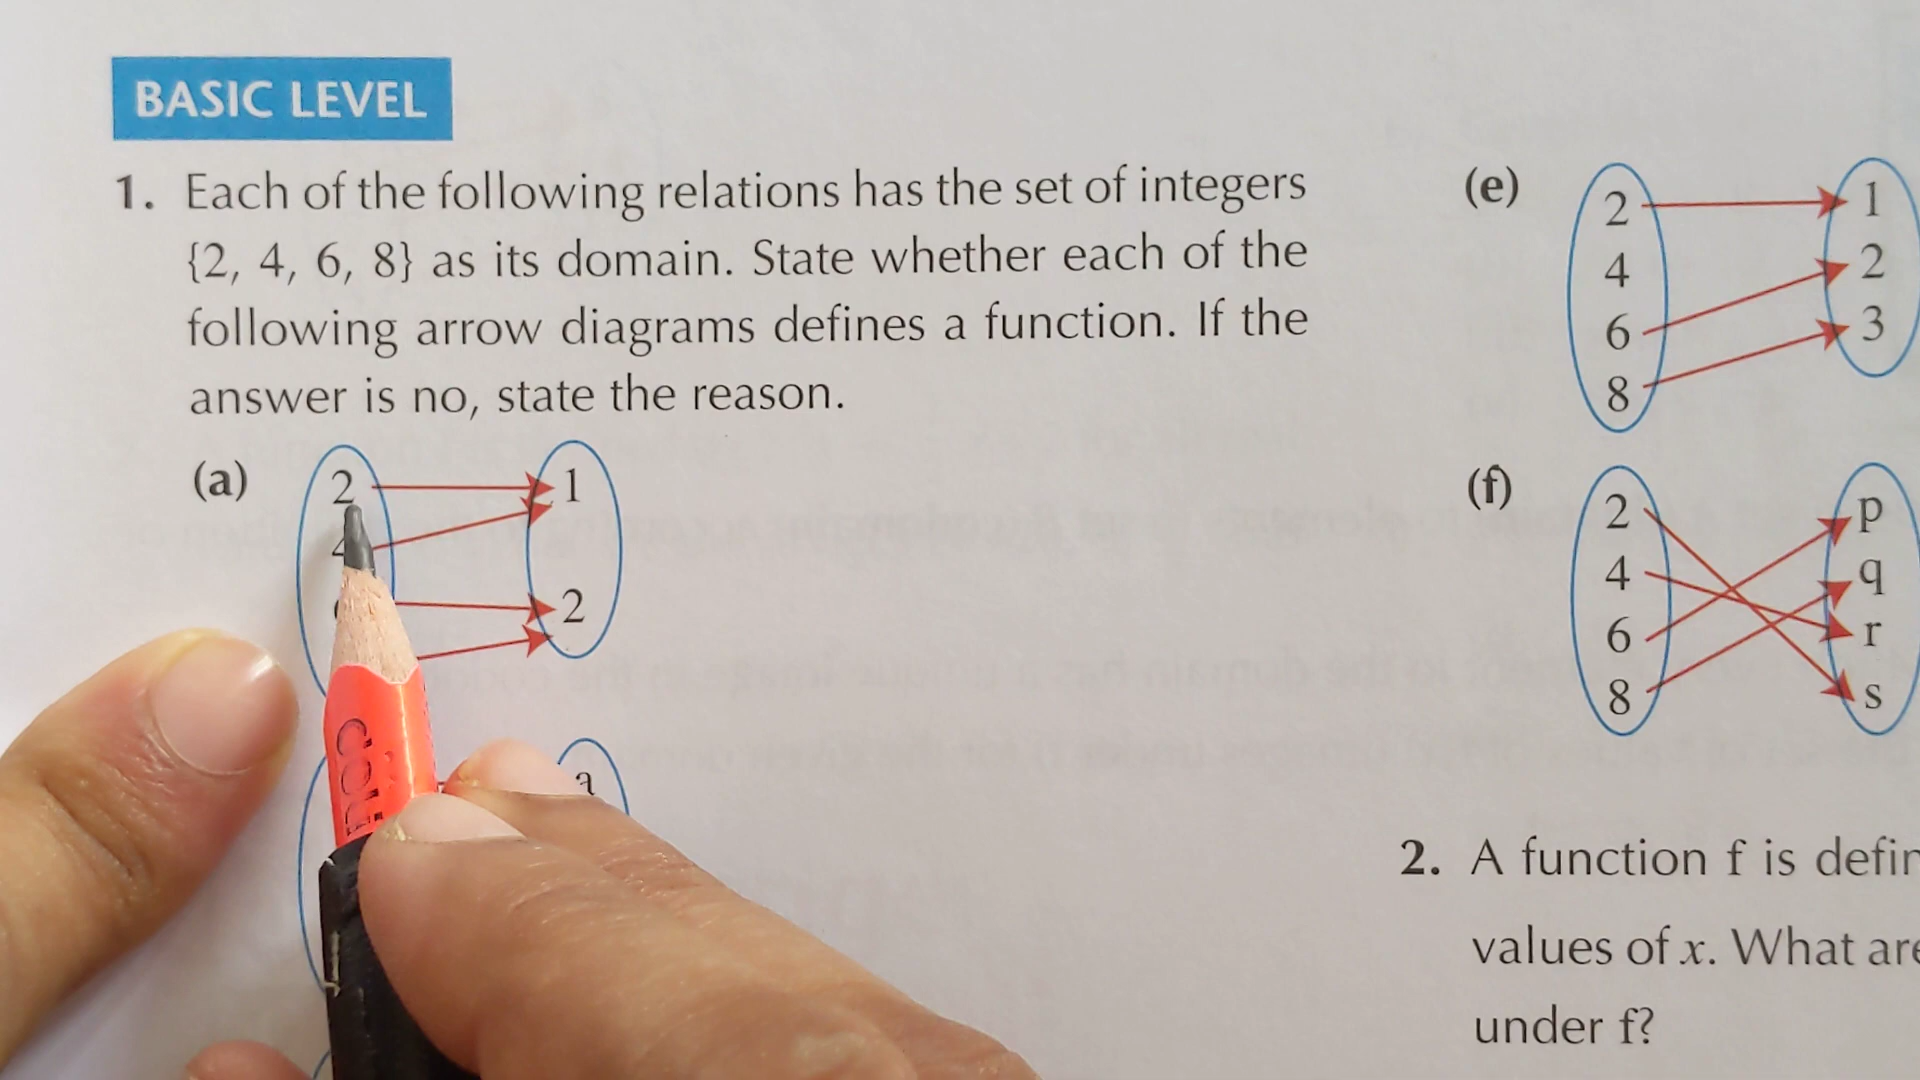 BASIC LEVEL
1. Each of the following relations has the set of integers
{2, 4, 6, 8} as its domain. State whether each of the
following arrow diagrams defines a function. If the
answer is no, state the reason.
(a)
2 1
4
2
a
(e)
2 1
4 2
6 3
8
(f)
2 p
4 q
6 r
8 s
2. A function f is
values of x. What
under f?